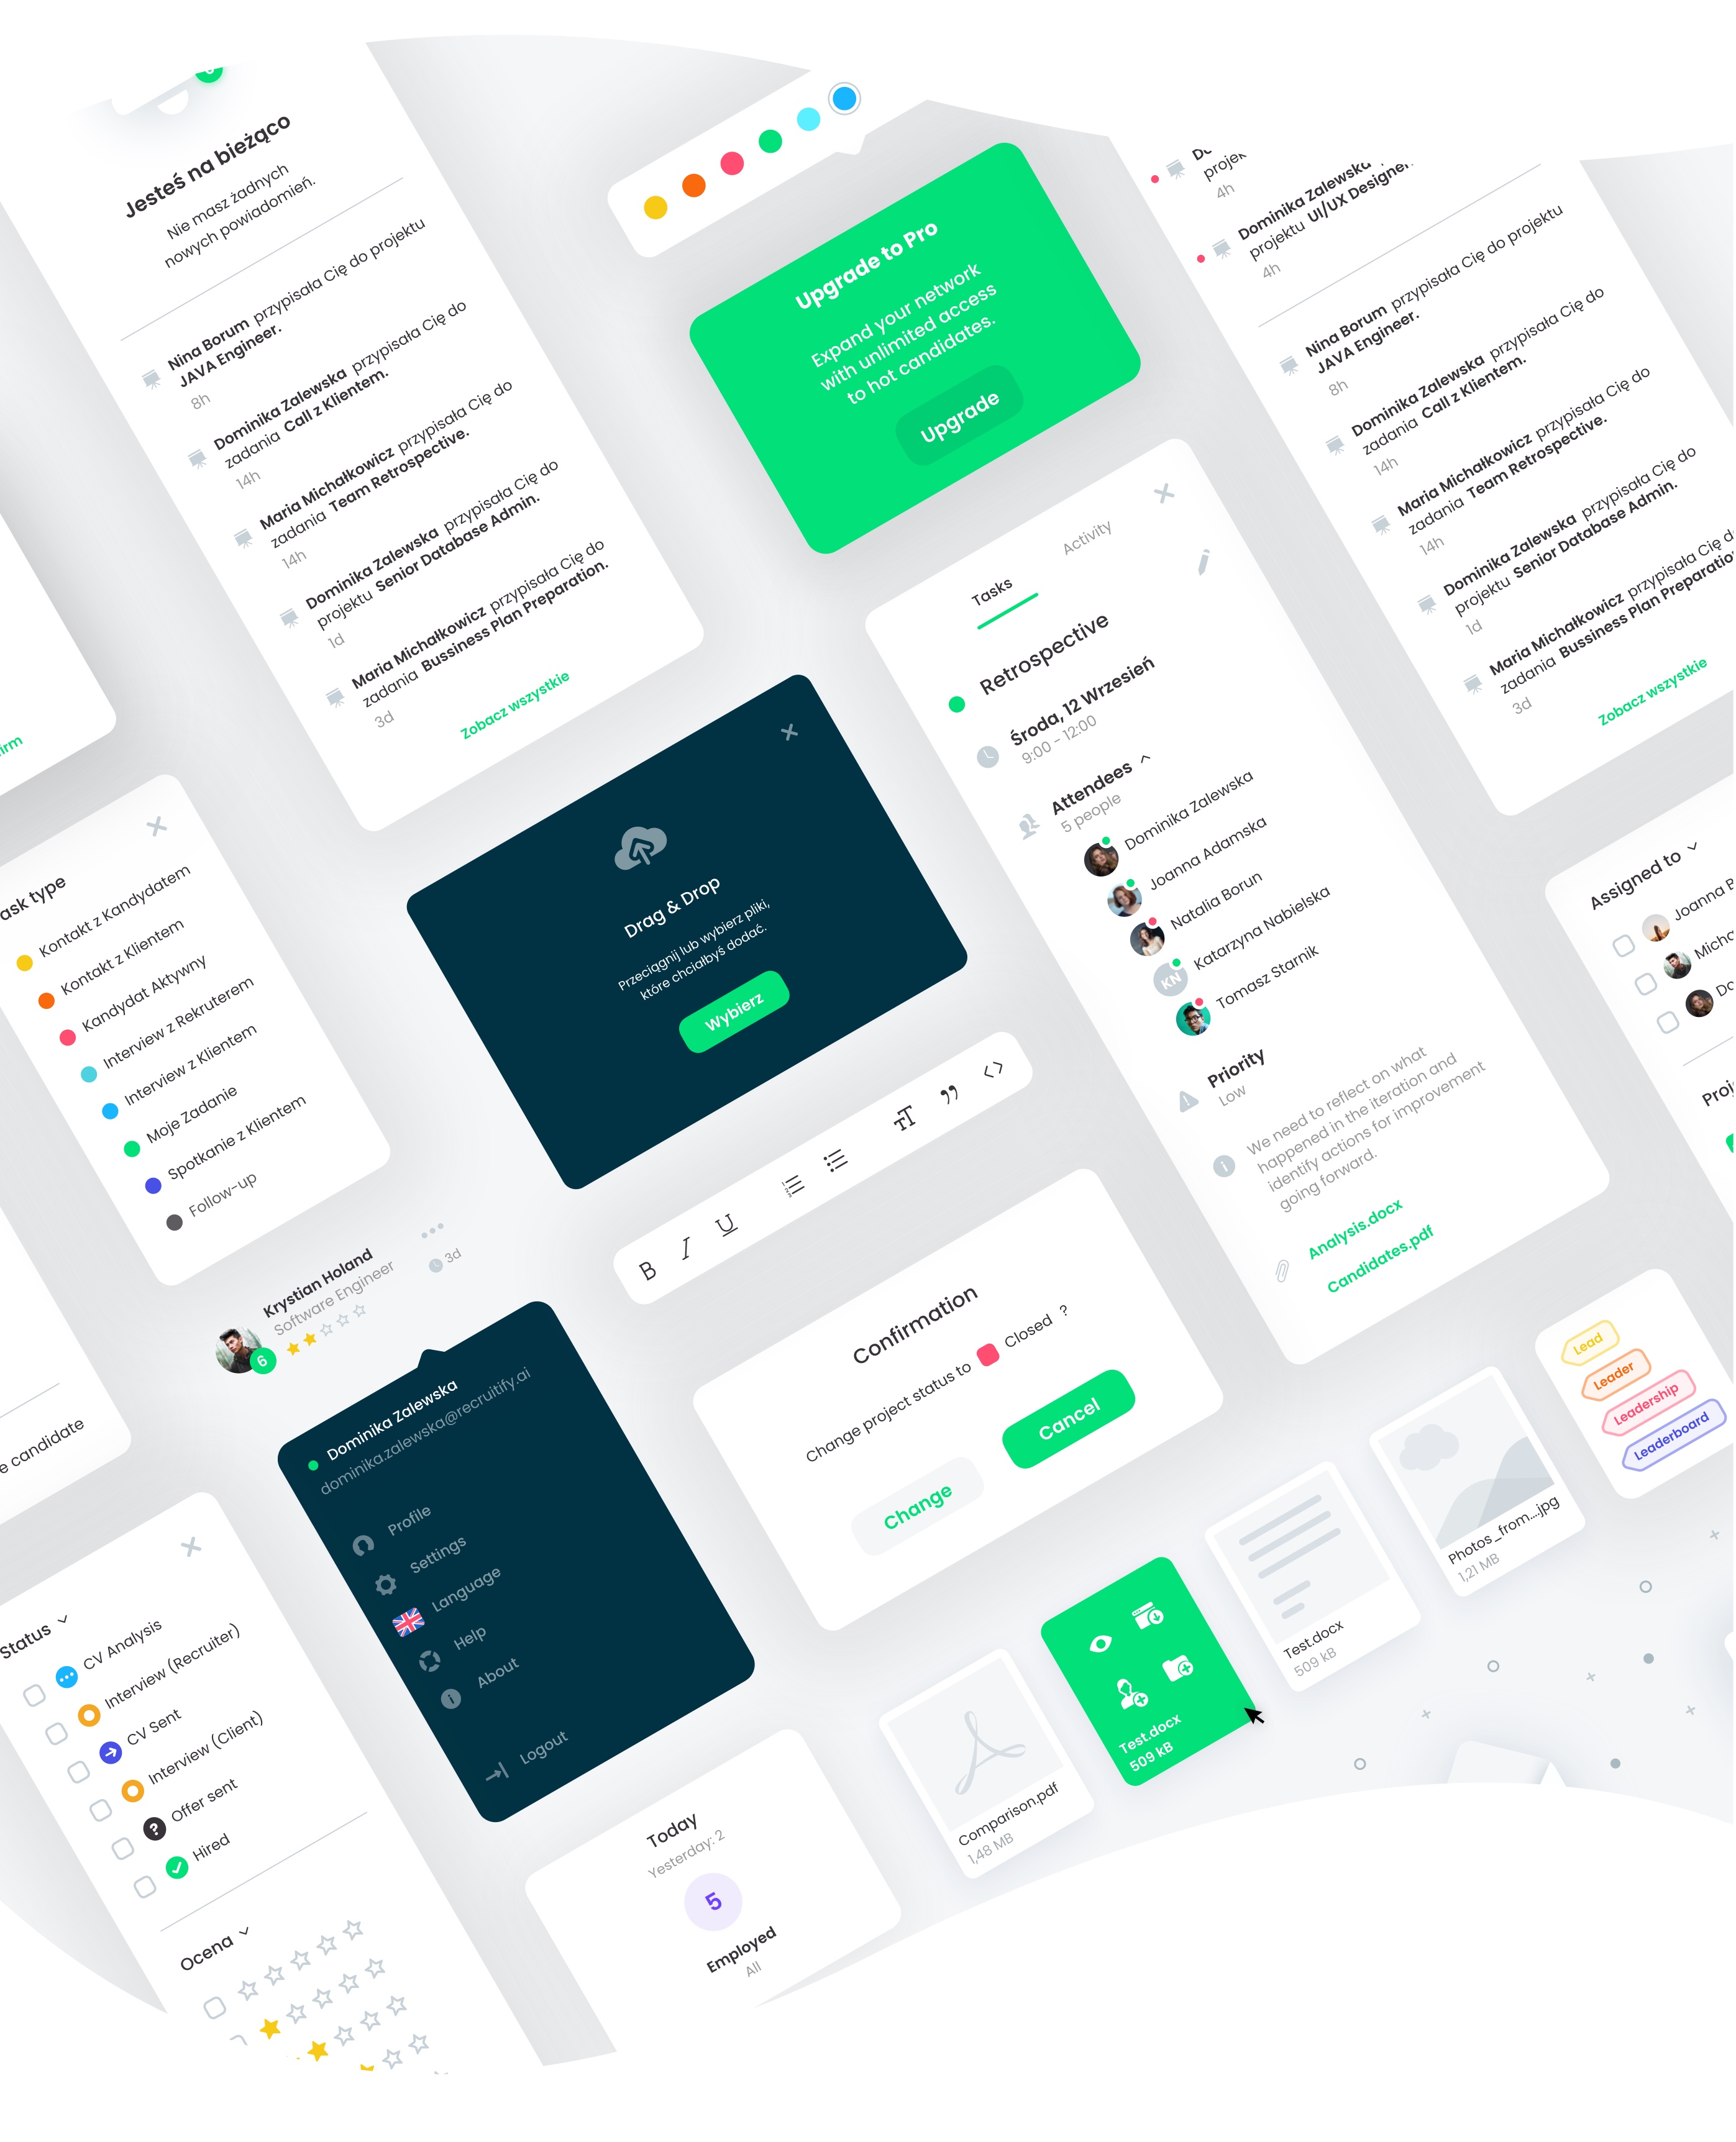 Jesteś na bieżąco
Nie masz żadnych
nowych powiadomień.
Nina Borum przypisała Cię do projektu
JAVA Engineer.
8h
Dominika Zalewska przypisała Cię do
zadania Call z Klientem.
14h
Maria Michałkowicz przypisała Cię do
zadania Team Retrospective.
14h
Dominika Zalewska przypisała Cię do
projektu Senior Database Admin.
1d
Maria Michałkowicz przypisała Cię do
zadania Bussiness Plan Preparation.
3d
Zobacz wszystkie
Upgrade to Pro
Expand your network
with unlimited access
to hot candidates.
Upgrade
4h
Dominika Zalewska
projektu UI/UX Designer.
4h
Nina Borum przypisała Cię do projektu
JAVA Engineer.
8h
Dominika Zalewska przypisała Cię do
zadania Call z Klientem.
14h
Maria Michałkowicz przypisała Cię do
zadania Team Retrospective.
14h
Dominika Zalewska przypisała Cię do
projektu Senior Database Admin.
1d
Maria Michałkowicz przypisała Cię
zadania Bussiness Plan
3d
Zobacz wszystkie
Tasks
Activity
Retrospective
Środa, 12 Wrzesień
9:00 - 12:00
Attendees
5 people
Dominika Zalewska
Joanna Adamska
Natalia Borun
KN
Katarzyna Nabielska
Tomasz Starnik
Priority
Low
We need to reflect on what
happened in the iteration and
identify actions for improvement
going forward.
Analysis.docx
Candidates.pdf
Drag & Drop
Przeciągnij lub wybierz pliki,
które chciałbyś dodać.
Wybierz
B I U
TT
type
Kontakt z Kandydatem
Kontakt z Klientem
Kandydat Aktywny
Interview z Rekruterem
Interview z Klientem
Moje Zadanie
Spotkanie z Klientem
Follow-up
Krystian Holand
Software Engineer
3d
6
Dominika Zalewska
dominika.zalewska@recruitify.ai
Profile
Settings
Language
Help
About
Logout
Confirmation
Change project status to Closed ?
Change
Cancel
Assigned to
Joanna
candidate
Status
CV Analysis
Interview (Recruiter)
CV Sent
Interview (Client)
Offer sent
Hired
Ocena
Today
Yesterday: 2
5
Employed
All
Comparison.pdf
1,48 MB
Test.docx
509 kB
Test.docx
509 kB
Photos_from....jpg
1,21 MB
Lead
Leader
Leadership
Leaderboard